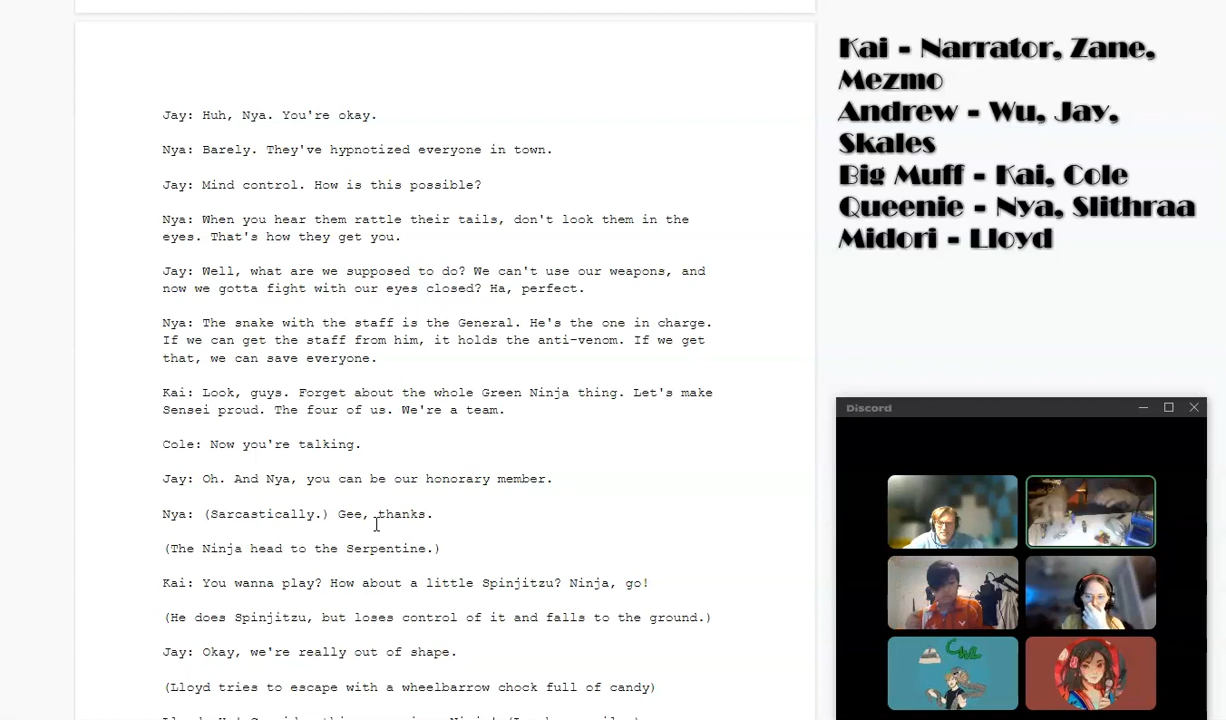 Jay: Huh, Nya. You're okay.
Nya: Barely. They've hypnotized everyone in town.
Jay: Mind control. How is this possible?
Nya: When you hear them rattle their tails, don't look them in the
eyes. That's how they get you.
Jay: Well, what are we supposed to do? We can't use our weapons, and
now we gotta fight with our eyes closed? Ha, perfect.
Nya: The snake with the staff is the General. He's the one in charge.
If we can get the staff from him, it holds the anti-venom. If we get
that, we can save everyone.
Kai: Look, guys. Forget about the whole Green Ninja thing. Let's make
Sensei proud. The four of us. We're a team.
Cole: Now you're talking.
Jay: Oh. And Nya, you can be our honorary member.
Nya: (Sarcastically.) Gee, thanks.
(The Ninja head to the Serpentine.)
Kai: You wanna play? How about a little Spinjitzu? Ninja, go!
(He does Spinjitzu, but loses control of it and falls to the ground.)
Jay: Okay, we're really out of shape.
(Lloyd tries to escape with a wheelbarrow chock full of candy)
Kai - Narrator, Zane,
Mezmo
Andrew - Wu, Jay,
Skales
Big Muff - Kai, Cole
Queenie - Nya, Slithraa
Midori - Lloyd
Discord